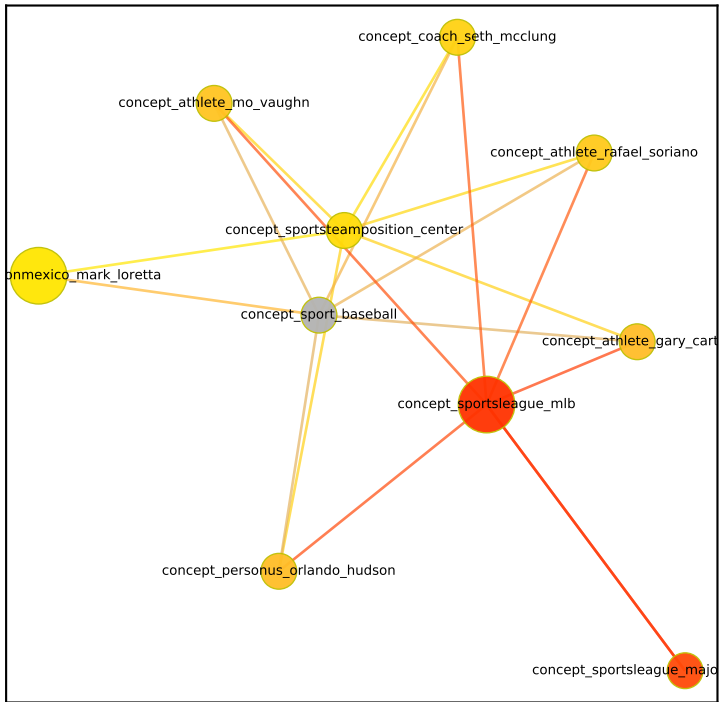 concept_coach_seth_mcclung
concept_athlete_mo_vaughn
concept_athlete_rafael_soriano
concept_sportsteamposition_center
onmexico_mark_loretta
concept_sport_baseball
concept_athlete_gary_cart
concept_sportsleague_mlb
concept_personus_orlando_hudson
concept_sportsleague_majo